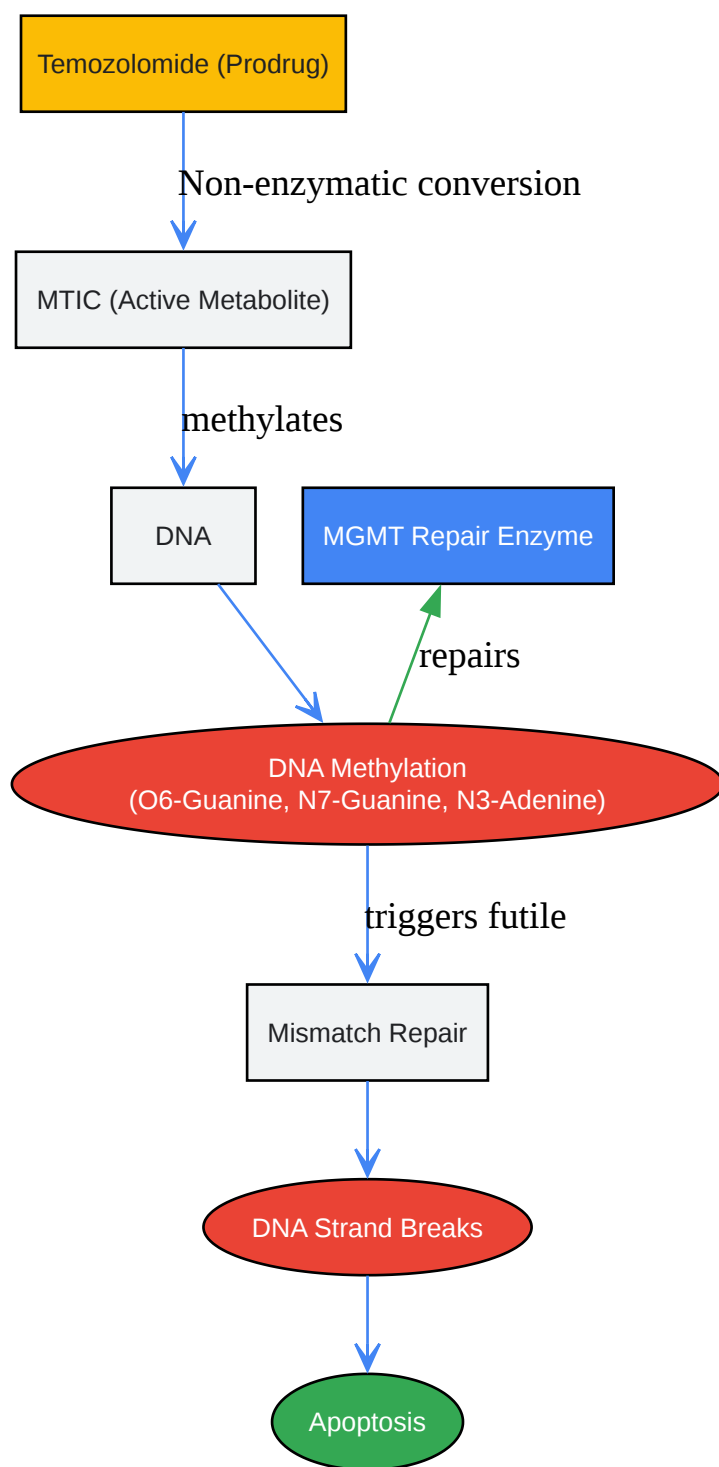 Temozolomide (Prodrug)
Non-enzymatic conversion
MTIC (Active Metabolite)
methylates
DNA
MGMT Repair Enzyme
repairs
DNA Methylation
(O6-Guanine, N7-Guanine, N3-Adenine)
triggers futile
Mismatch Repair
DNA Strand Breaks
Apoptosis